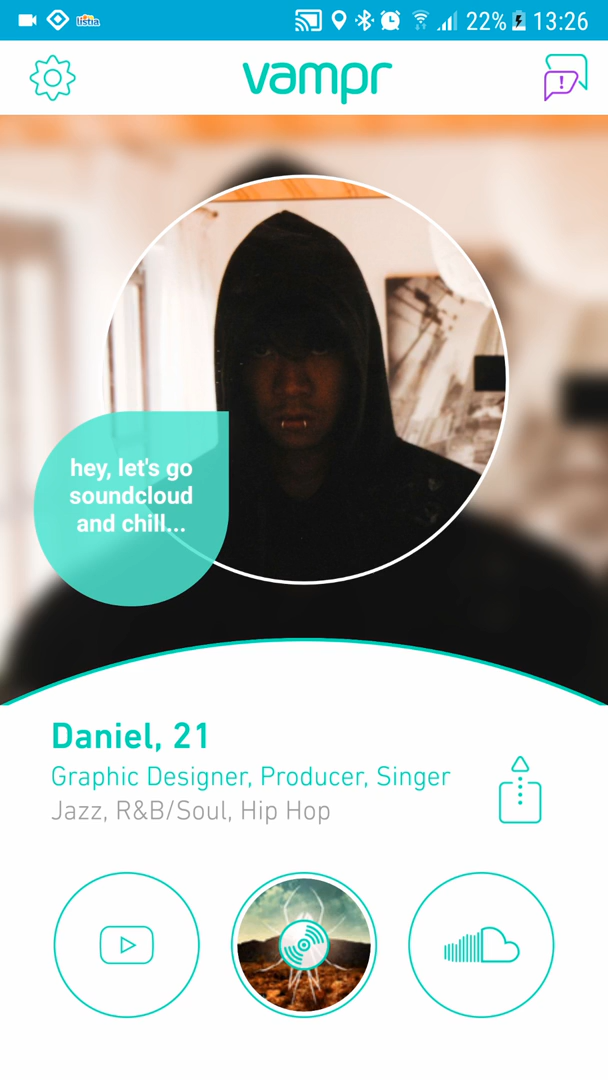 listia
22% 13:26
vampr
!
hey, let's go
soundcloud
and chill...
Daniel, 21
Graphic Designer, Producer, Singer
Jazz, R&B/Soul, Hip Hop